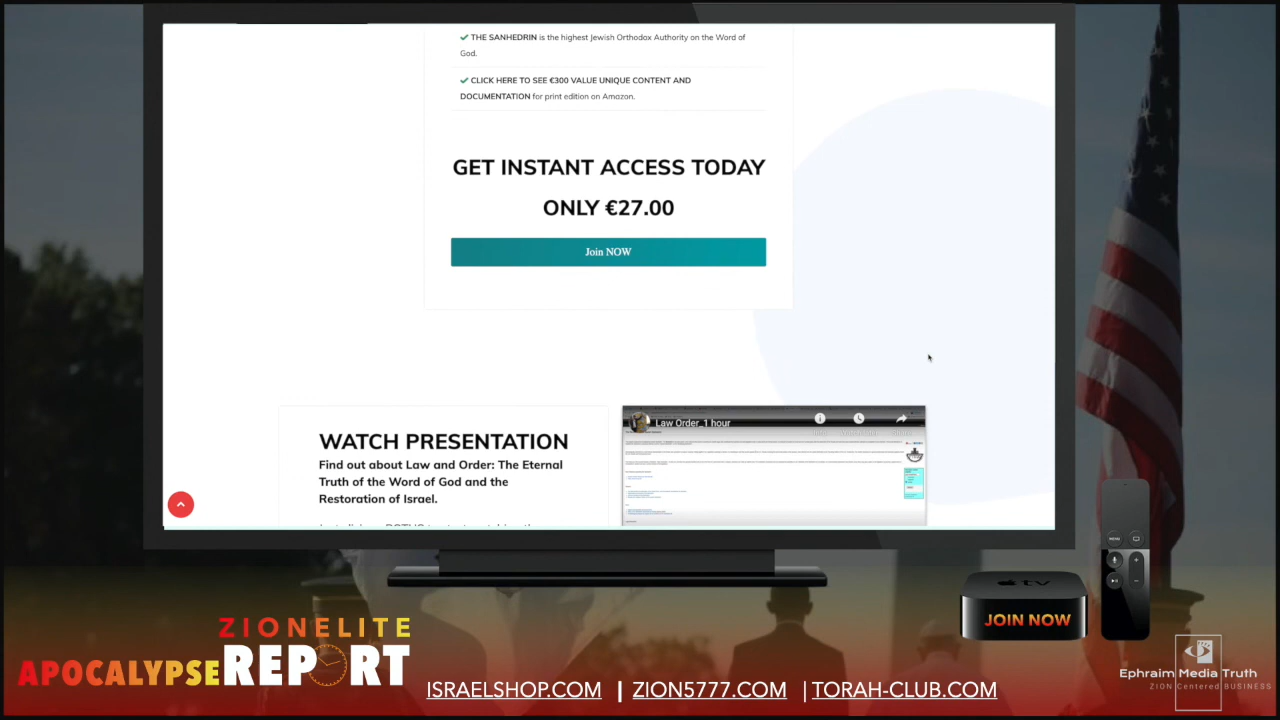 ✔ THE SANHEDRIN is the highest Jewish Orthodox Authority on the Word of
God.
✔ CLICK HERE TO SEE €300 VALUE UNIQUE CONTENT AND
DOCUMENTATION for print edition on Amazon.
GET INSTANT ACCESS TODAY
ONLY €27.00
Join NOW
WATCH PRESENTATION
Find out about Law and Order: The Eternal
Truth of the Word of God and the
Restoration of Israel.
Law Order_1 hour
MENU
tv
JOIN NOW
ZIONELITE
APOCALYPSE REPORT
ISRAELSHOP.COM | ZION5777.COM | TORAH-CLUB.COM
Ephraim Media Truth
ZION Centered BUSINESS